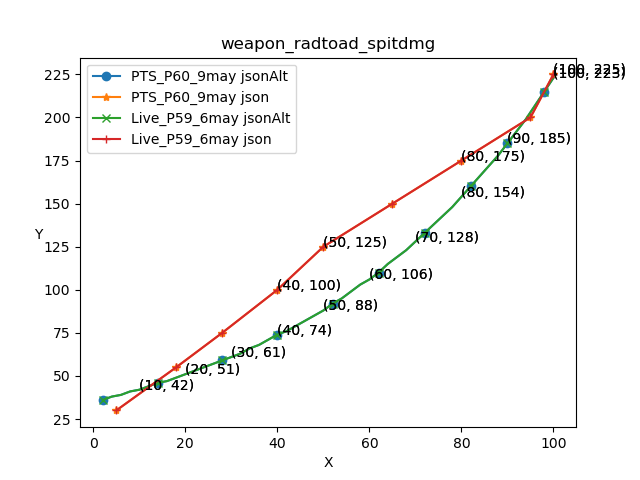 weapon_radtoad_spitdmg
PTS_P60_9may jsonAlt
PTS_P60_9may json
Live_P59_6may jsonAlt
Live_P59_6may json
(100, 225)
(100, 223)
(90, 185)
(80, 175)
(80, 154)
(50, 125)
(70, 128)
(60, 106)
(40, 100)
(50, 88)
(40, 74)
(30, 61)
(20, 51)
(10, 42)
225
200
175
150
125
100
75
50
25
Y
0 20 40 60 80 100
X